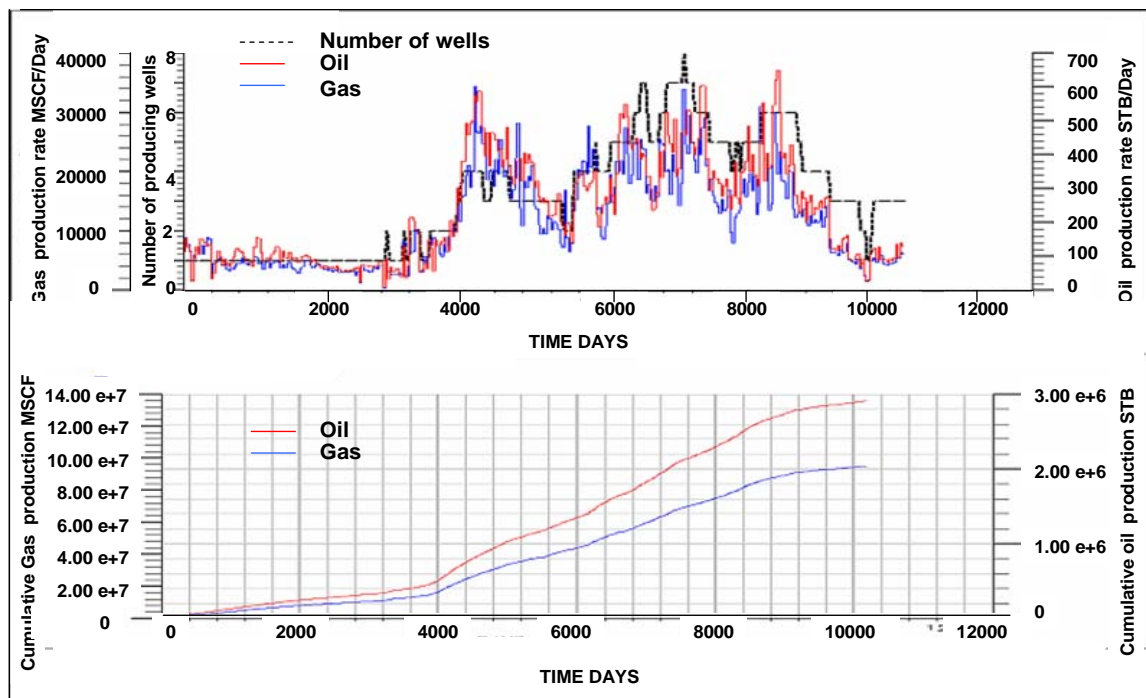 Number of wells
Oil
Gas
Gas production rate MSCF/Day
40000
30000
20000
10000
0
Number of producing wells
8
6
4
2
0
700
600
500
400
300
200
100
0
Oil production rate STB/Day
0 2000 4000 6000 8000 10000 12000
TIME DAYS
Cumulative Gas production MSCF
14.00 e+7
12.00 e+7
10.00 e+7
8.00 e+7
6.00 e+7
4.00 e+7
2.00 e+7
0
Oil
Gas
3.00 e+6
2.00 e+6
1.00 e+6
0
Cumulative oil production STB
0 2000 4000 6000 8000 10000 12000
TIME DAYS